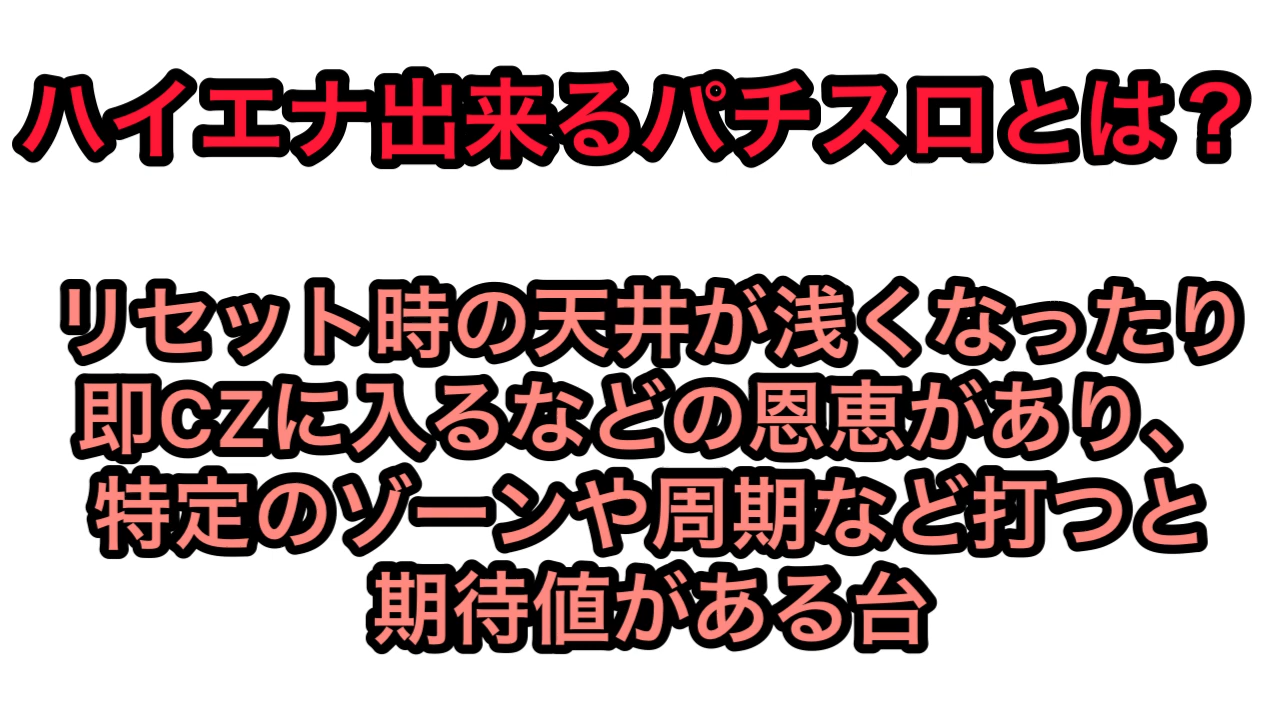 ハイエナ出来るパチスロとは？
リセット時の天井が浅くなったり
即CZに入るなどの恩恵があり、
特定のゾーンや周期など打つと
期待値がある台